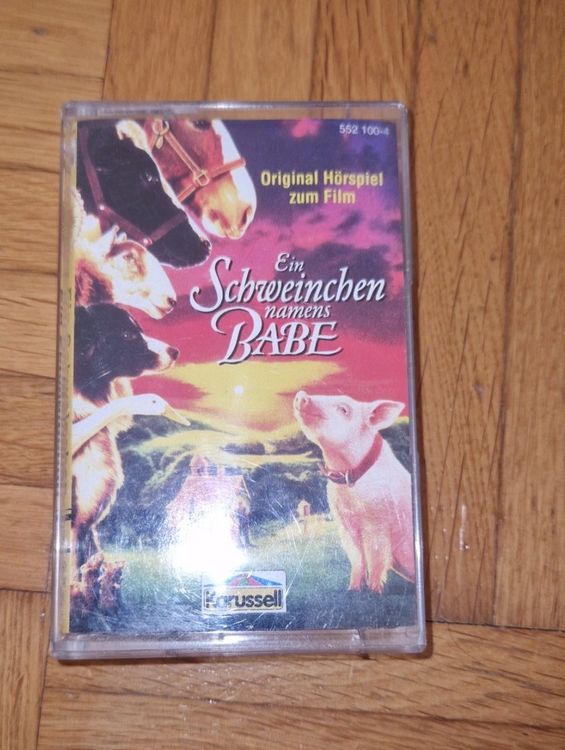 552 100-4
Original Hörspiel
zum Film
Ein
Schweinchen
namens
BABE
Karussell